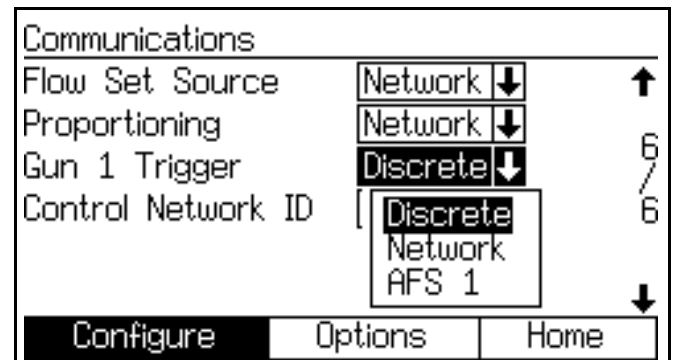 Communications
Flow Set Source Network
Proportioning Network
Gun 1 Trigger Discrete
6
/
6
Control Network ID [
Discrete
Network
AFS 1
Configure Options Home